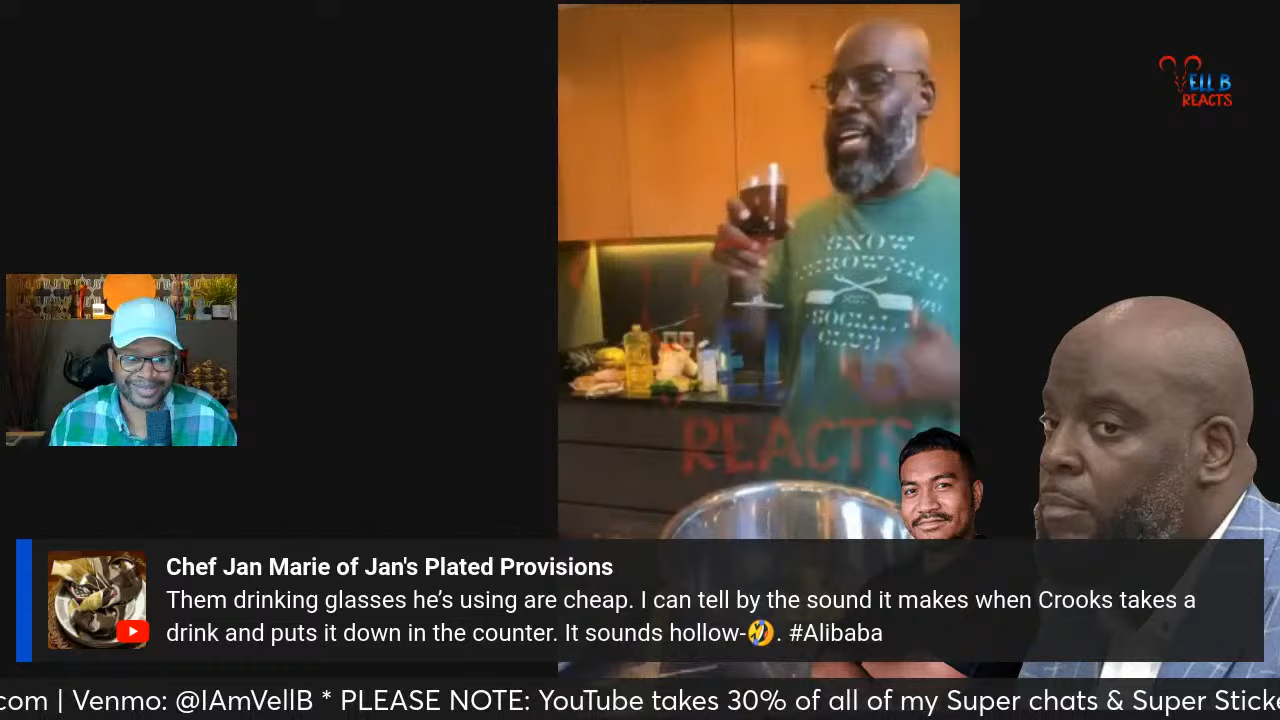 ELL B
REACTS
SNOW
THROWERS
SOCIAL
CLUB
ELL B
REACTS
Chef Jan Marie of Jan's Plated Provisions
Them drinking glasses he’s using are cheap. I can tell by the sound it makes when Crooks takes a
drink and puts it down in the counter. It sounds hollow-🤣. #Alibaba
.com | Venmo: @IAmVellB * PLEASE NOTE: YouTube takes 30% of all of my Super chats & Super Sticke